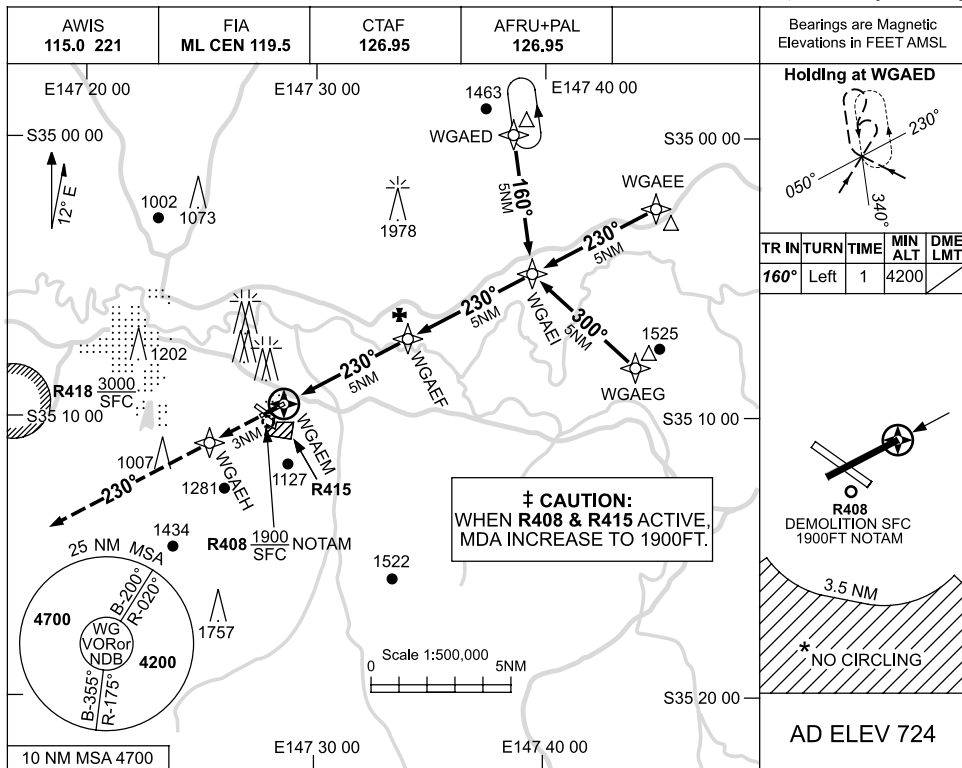 AWIS
115.0 221
FIA
ML CEN 119.5
CTAF
126.95
AFRU+PAL
126.95
Bearings are Magnetic
Elevations in FEET AMSL
E147 20 00
E147 30 00
E147 40 00
S35 00 00
S35 00 00
12° E
1002
1073
1978
1463
WGAED
160°
5NM
WGAEE
230°
5NM
WGAEI
230°
5NM
300°
5NM
1525
WGAEG
WGAEF
230°
5NM
1202
R418 3000
SFC
S35 10 00
S35 10 00
WGAEM
3NM
WGAEH
1007
230°
1281
1127
R415
R408 1900
SFC
NOTAM
1434
1522
1757
‡ CAUTION:
WHEN R408 & R415 ACTIVE,
MDA INCREASE TO 1900FT.
25 NM MSA
B-200°
R-020°
4700
WG
VORor
NDB
4200
B-355°
R-175°
Scale 1:500,000
0
5NM
S35 20 00
10 NM MSA 4700
E147 30 00
E147 40 00
Holding at WGAED
230°
050°
340°
TR IN TURN TIME MIN ALT DME LMT
160° Left 1 4200
R408
DEMOLITION SFC
1900FT NOTAM
3.5 NM
* NO CIRCLING
AD ELEV 724